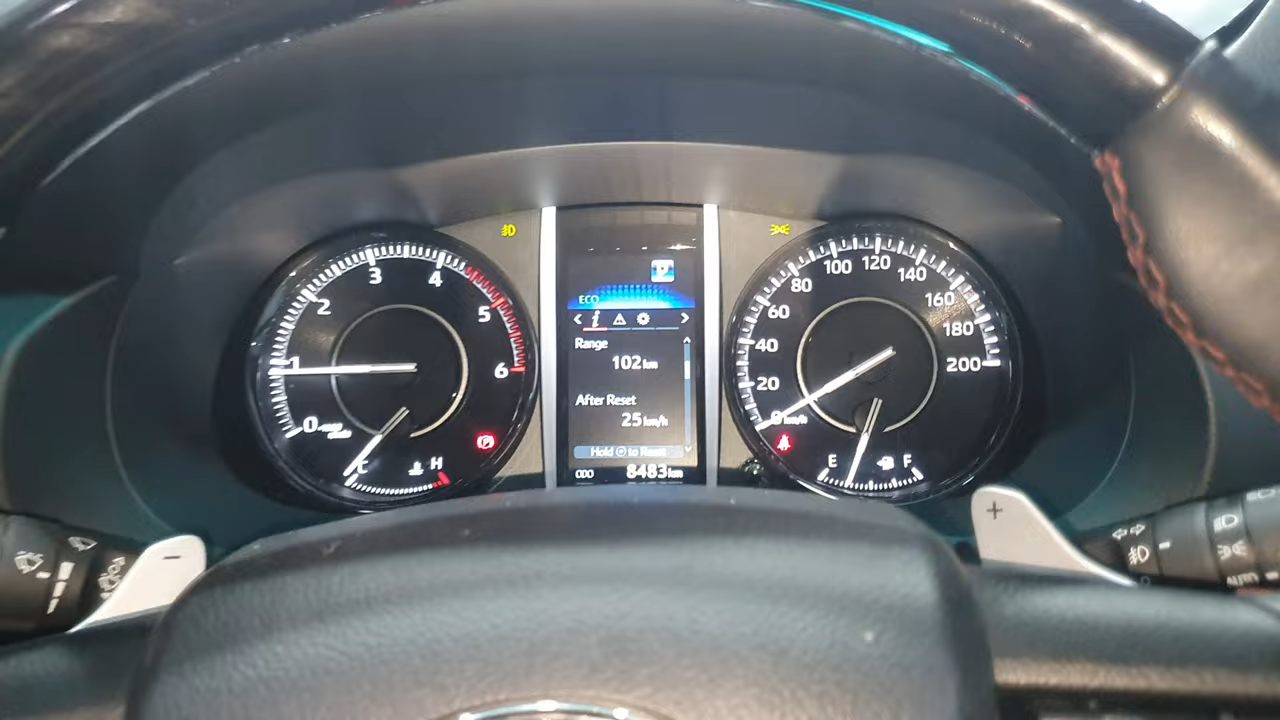 0
1
2
3
4
5
6
C
H
ECO
i
Range
102 km
After Reset
25 km/h
Hold to Reset
ODO 8483 km
0 km/h
20
40
60
80
100
120
140
160
180
200
E
F
-
+
AUTO